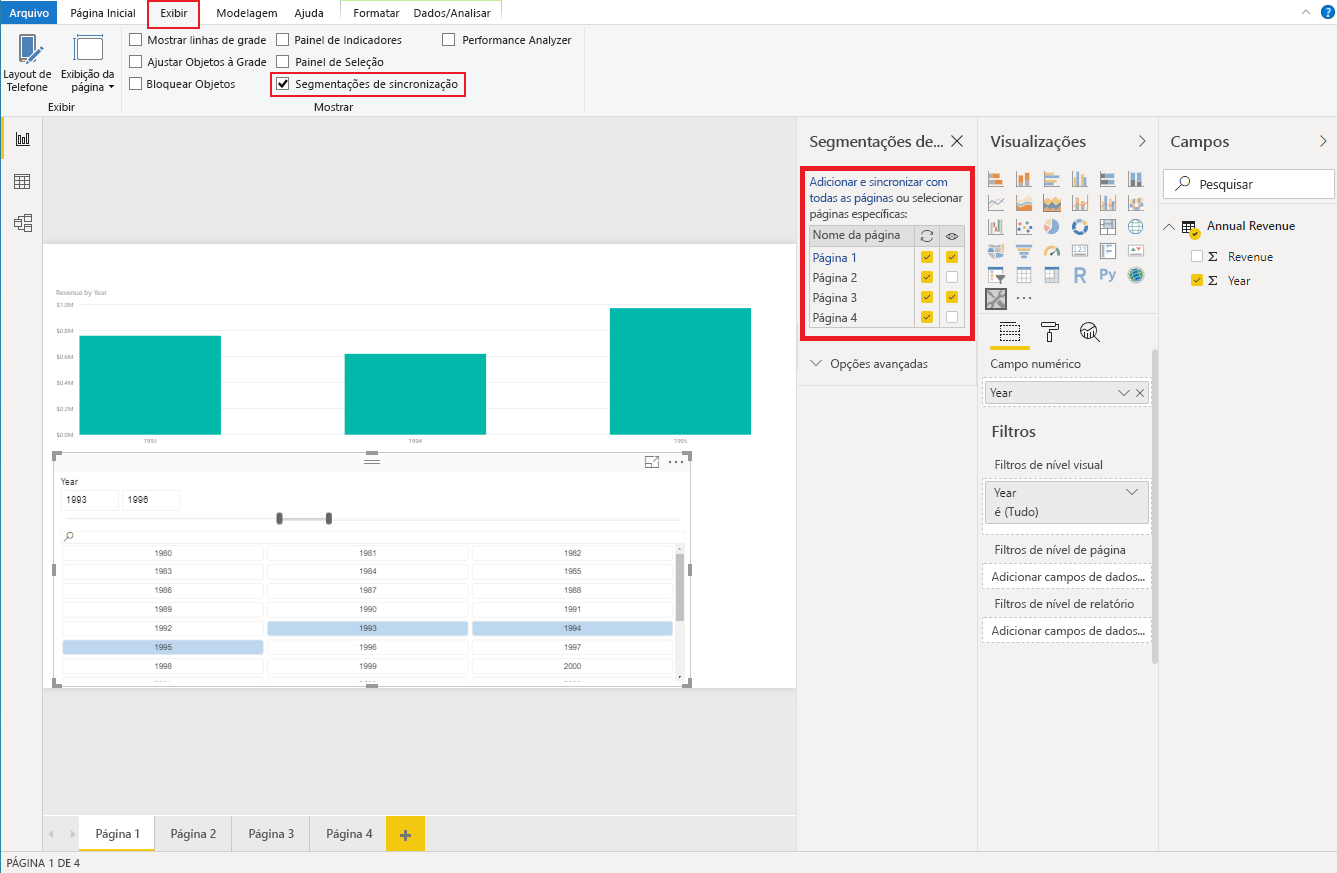 Arquivo Página Inicial Exibir Modelagem Ajuda Formatar Dados/Analisar
Mostrar linhas de grade Painel de Indicadores Performance Analyzer
Ajustar Objetos à Grade Painel de Seleção
Bloquear Objetos Segmentações de sincronização
Layout de
Telefone
Exibição da
página
Exibir
Mostrar
Revenue by Year
$1.0M
$0.8M
$0.6M
$0.4M
$0.2M
$0.0M
1993 1994 1995
Year
1993 1996
1980 1981 1982
1983 1984 1985
1986 1987 1988
1989 1990 1991
1992 1993 1994
1995 1996 1997
1998 1999 2000
Segmentações de...
Adicionar e sincronizar com
todas as páginas ou selecionar
páginas específicas:
Nome da página
Página 1
Página 2
Página 3
Página 4
Opções avançadas
Visualizações
123
R Py
Campo numérico
Year
Filtros
Filtros de nível visual
Year
é (Tudo)
Filtros de nível de página
Adicionar campos de dados...
Filtros de nível de relatório
Adicionar campos de dados...
Campos
Pesquisar
Annual Revenue
Σ Revenue
Σ Year
Página 1 Página 2 Página 3 Página 4 +
PÁGINA 1 DE 4